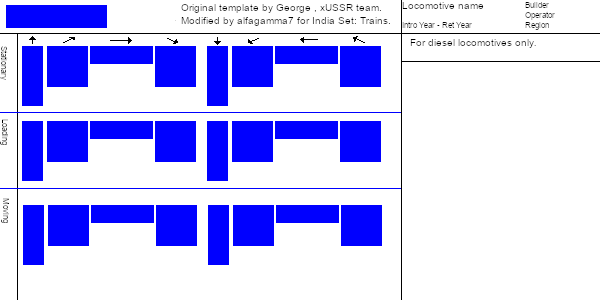 Original template by George , xUSSR team.
Modified by alfagamma7 for India Set: Trains.
Locomotive name
Builder
Operator
Intro Year - Ret Year
Region
For diesel locomotives only.
Stationary
Loading
Moving